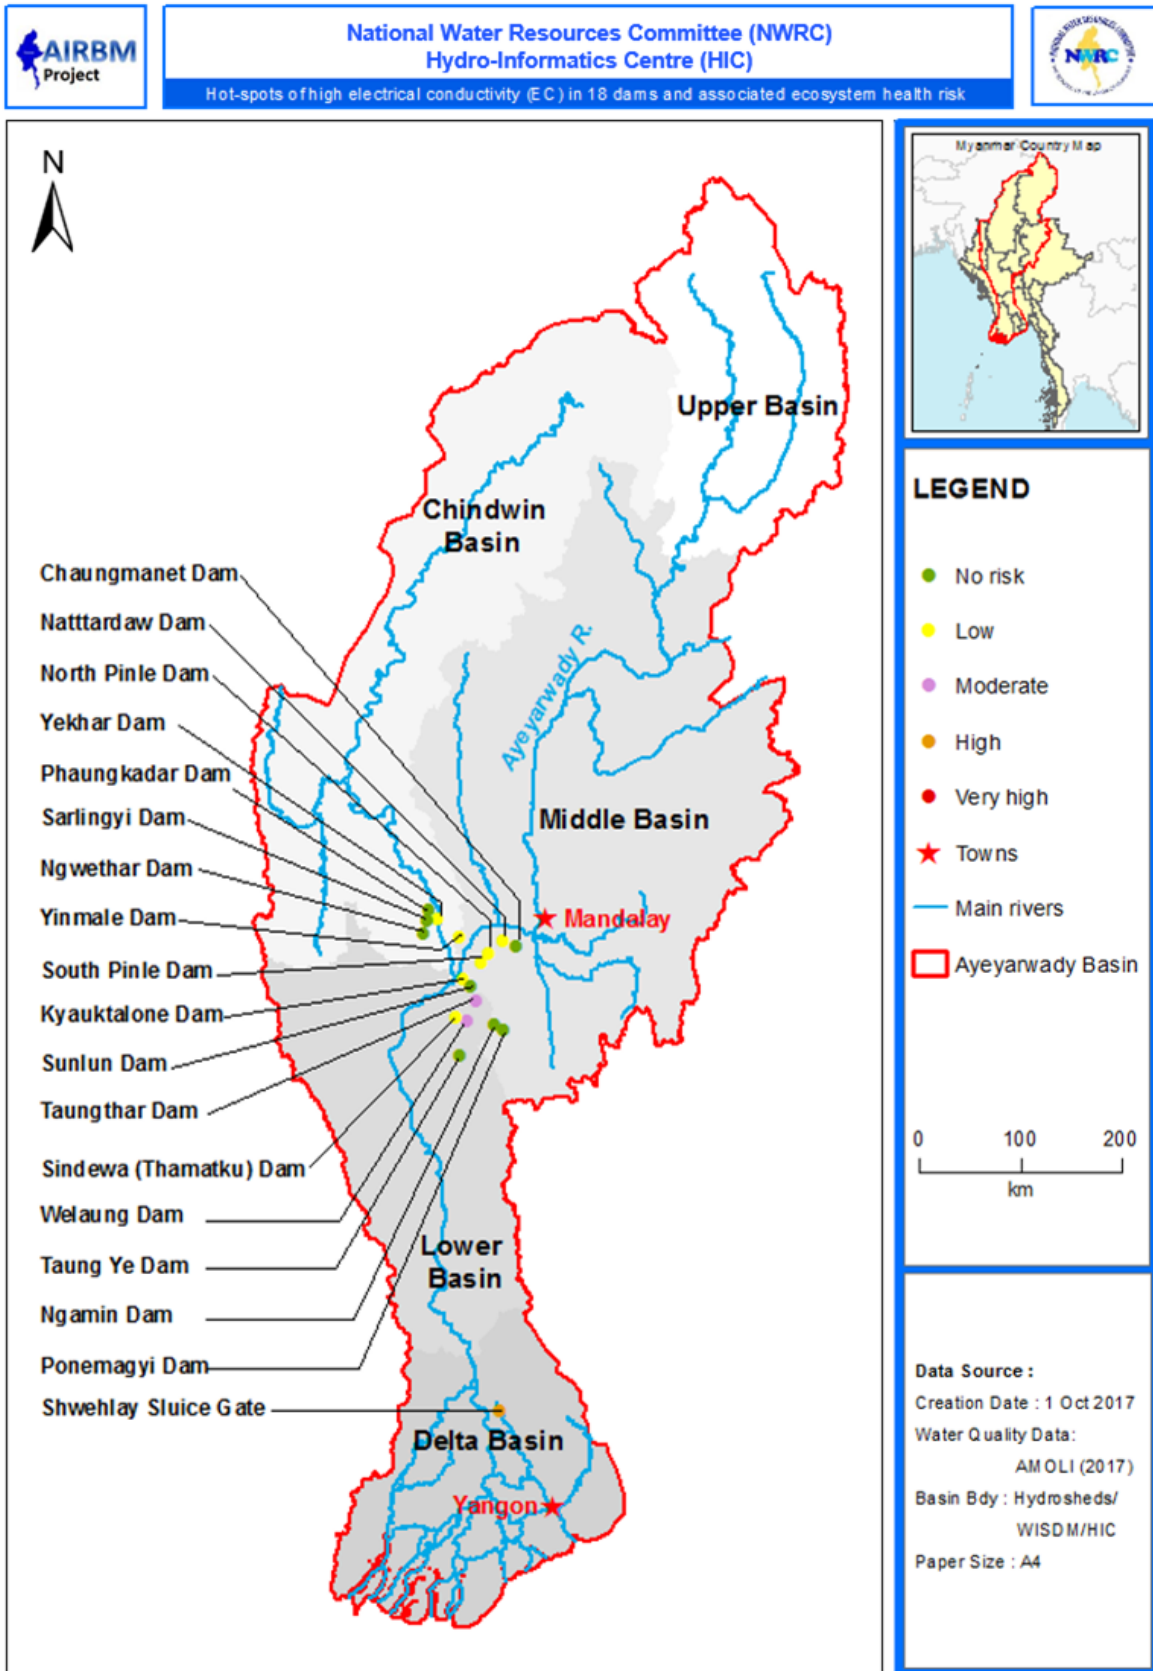 AIRBM
Project
National Water Resources Committee (NWRC)
Hydro-Informatics Centre (HIC)
Hot-spots of high electrical conductivity (EC) in 18 dams and associated ecosystem health risk
NWRC
N
Myanmar Country Map
Upper Basin
Chindwin
Basin
Ayeyarwady R.
Middle Basin
Mandalay
Chaungmanet Dam
Natttardaw Dam
North Pinle Dam
Yekhar Dam
Phaungkadar Dam
Sarlingyi Dam
Ngwethar Dam
Yinmale Dam
South Pinle Dam
Kyauktalone Dam
Sunlun Dam
Taungthar Dam
Sindewa (Thamatku) Dam
Welaung Dam
Taung Ye Dam
Ngamin Dam
Ponemagyi Dam
Shwehlay Sluice Gate
Lower
Basin
Delta Basin
Yangon
LEGEND
No risk
Low
Moderate
High
Very high
Towns
Main rivers
Ayeyarwady Basin
0 100 200
km
Data Source :
Creation Date : 1 Oct 2017
Water Quality Data:
AMOLI (2017)
Basin Bdy : Hydrosheds/
WISDM/HIC
Paper Size : A4